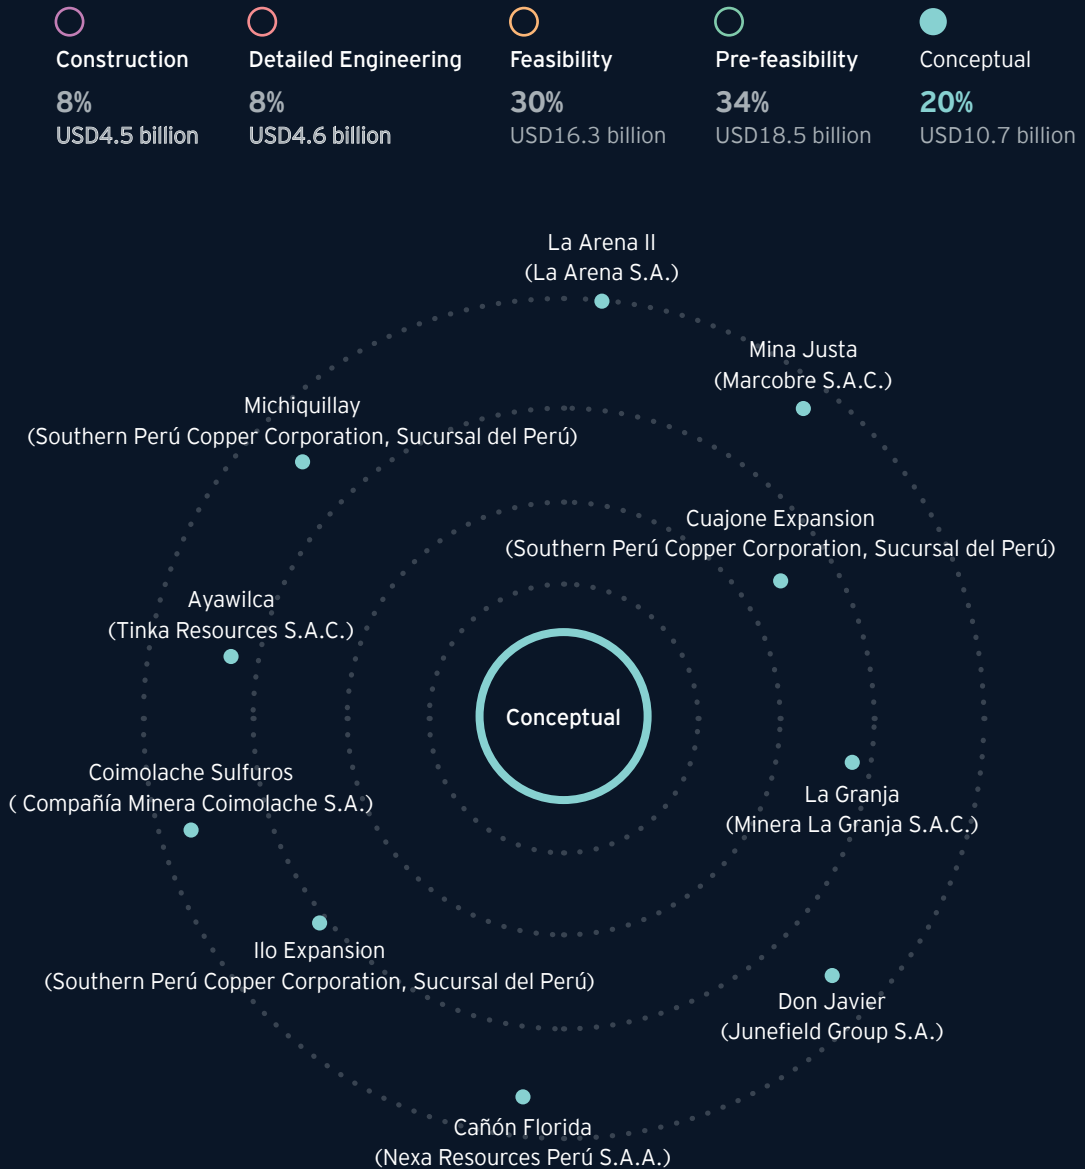 Construction
8%
USD4.5 billion
Detailed Engineering
8%
USD4.6 billion
Feasibility
30%
USD16.3 billion
Pre-feasibility
34%
USD18.5 billion
Conceptual
20%
USD10.7 billion
La Arena II
(La Arena S.A.)
Mina Justa
(Marcobre S.A.C.)
Michiquillay
(Southern Perú Copper Corporation, Sucursal del Perú)
Cuajone Expansion
(Southern Perú Copper Corporation, Sucursal del Perú)
Ayawilca
(Tinka Resources S.A.C.)
Conceptual
Coimolache Sulfuros
( Compañía Minera Coimolache S.A.)
La Granja
(Minera La Granja S.A.C.)
Ilo Expansion
(Southern Perú Copper Corporation, Sucursal del Perú)
Don Javier
(Junefield Group S.A.)
Cañón Florida
(Nexa Resources Perú S.A.A.)